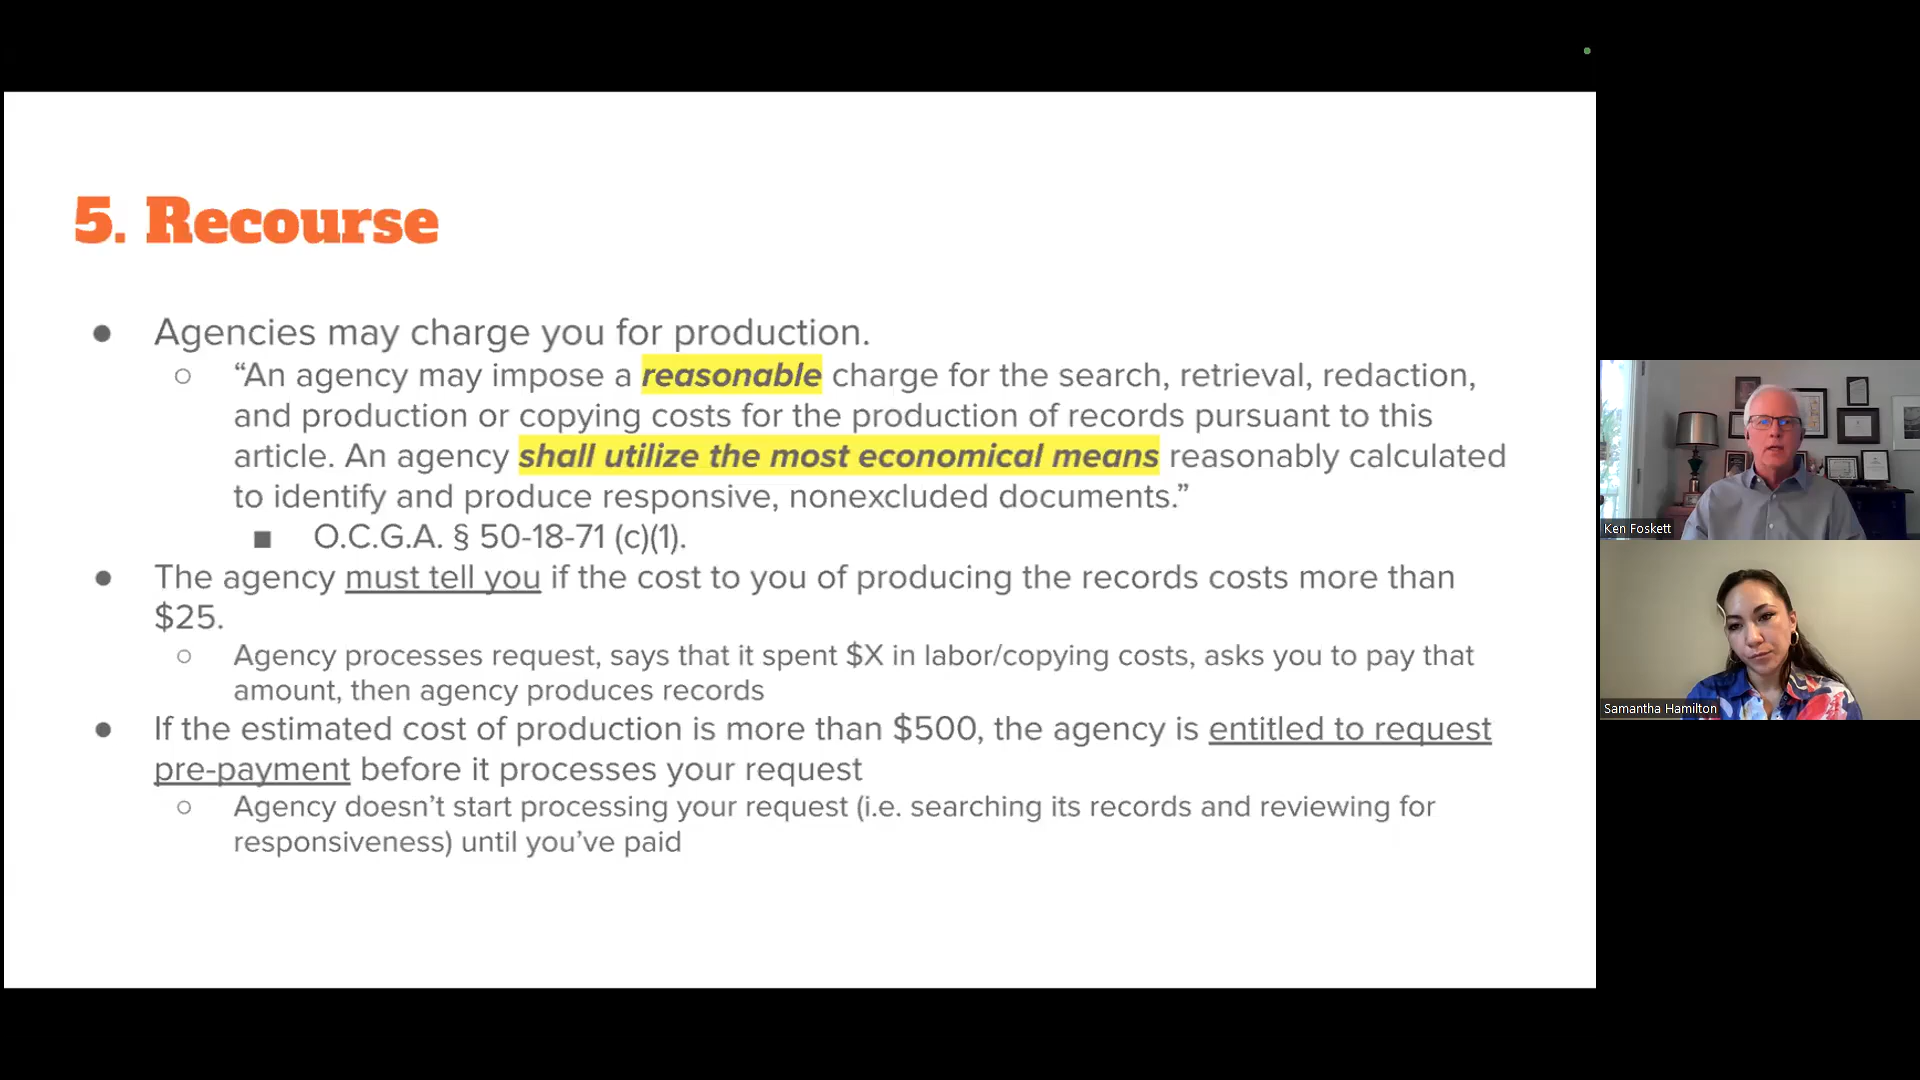 5. Recourse
● Agencies may charge you for production.
○ “An agency may impose a reasonable charge for the search, retrieval, redaction,
and production or copying costs for the production of records pursuant to this
article. An agency shall utilize the most economical means reasonably calculated
to identify and produce responsive, nonexcluded documents.”
■ O.C.G.A. § 50-18-71 (c)(1).
● The agency must tell you if the cost to you of producing the records costs more than
$25.
○ Agency processes request, says that it spent $X in labor/copying costs, asks you to pay that
amount, then agency produces records
● If the estimated cost of production is more than $500, the agency is entitled to request
pre-payment before it processes your request
○ Agency doesn’t start processing your request (i.e. searching its records and reviewing for
responsiveness) until you’ve paid
Ken Foskett
Samantha Hamilton